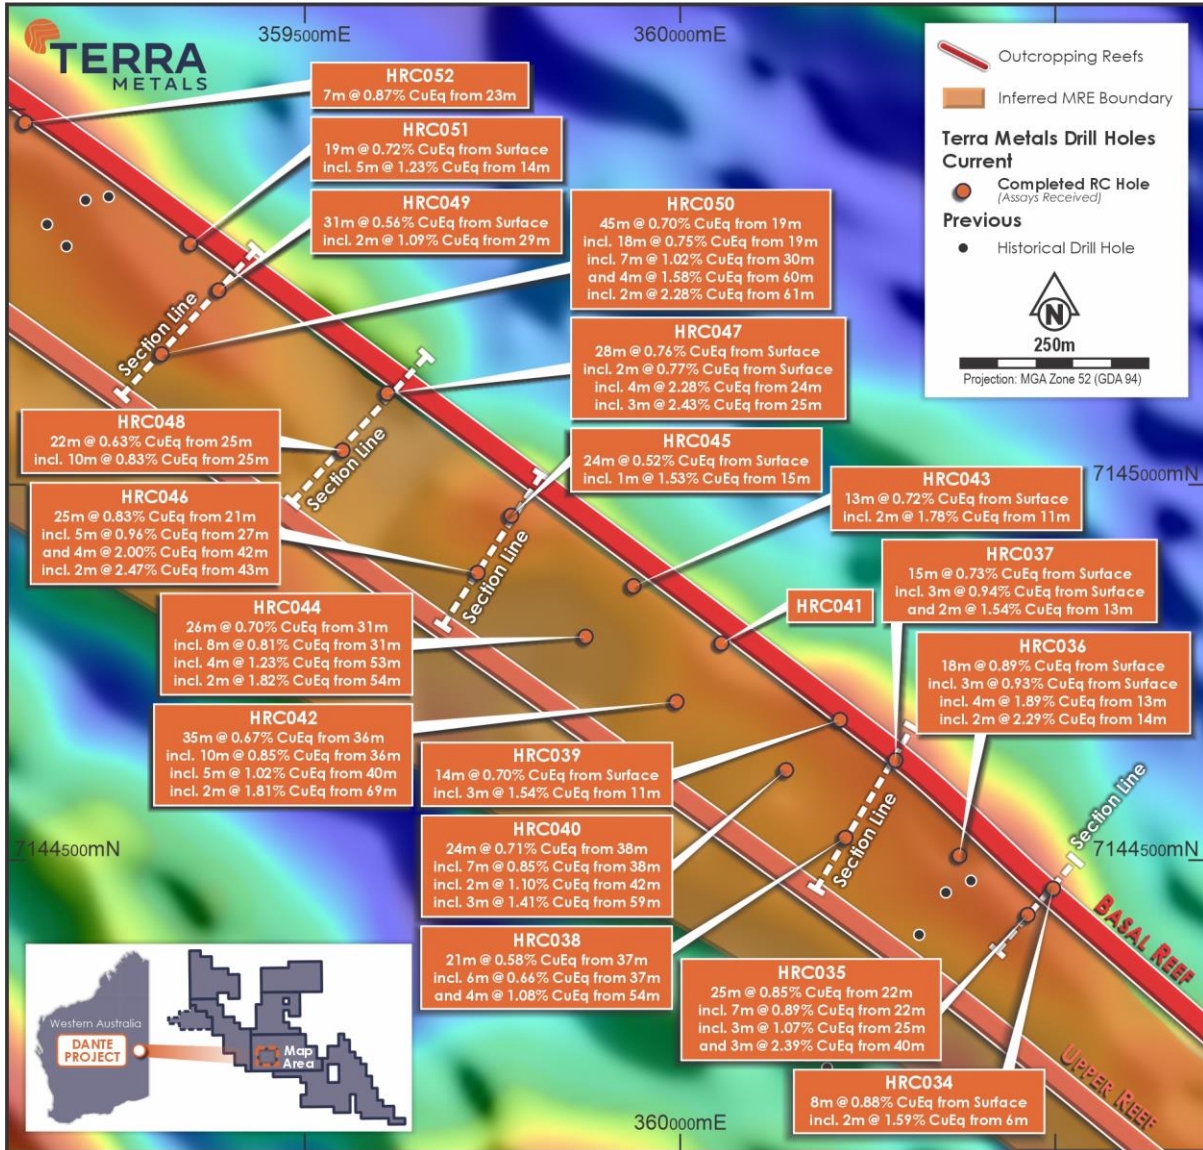 TERRA
METALS
359500mE
360000mE
HRC052
7m @ 0.87% CuEq from 23m
HRC051
19m @ 0.72% CuEq from Surface
incl. 5m @ 1.23% CuEq from 14m
HRC049
31m @ 0.56% CuEq from Surface
incl. 2m @ 1.09% CuEq from 29m
HRC050
45m @ 0.70% CuEq from 19m
incl. 18m @ 0.75% CuEq from 19m
incl. 7m @ 1.02% CuEq from 30m
and 4m @ 1.58% CuEq from 60m
incl. 2m @ 2.28% CuEq from 61m
Outcropping Reefs
Inferred MRE Boundary
Terra Metals Drill Holes
Current
Completed RC Hole
(Assays Received)
Previous
Historical Drill Hole
N
250m
Projection: MGA Zone 52 (GDA 94)
Section Line
HRC047
28m @ 0.76% CuEq from Surface
incl. 2m @ 0.77% CuEq from Surface
incl. 4m @ 2.28% CuEq from 24m
incl. 3m @ 2.43% CuEq from 25m
HRC048
22m @ 0.63% CuEq from 25m
incl. 10m @ 0.83% CuEq from 25m
Section Line
HRC045
24m @ 0.52% CuEq from Surface
incl. 1m @ 1.53% CuEq from 15m
7145000mN
HRC043
13m @ 0.72% CuEq from Surface
incl. 2m @ 1.78% CuEq from 11m
HRC046
25m @ 0.83% CuEq from 21m
incl. 5m @ 0.96% CuEq from 27m
and 4m @ 2.00% CuEq from 42m
incl. 2m @ 2.47% CuEq from 43m
Section Line
HRC037
15m @ 0.73% CuEq from Surface
incl. 3m @ 0.94% CuEq from Surface
and 2m @ 1.54% CuEq from 13m
HRC041
HRC044
26m @ 0.70% CuEq from 31m
incl. 8m @ 0.81% CuEq from 31m
incl. 4m @ 1.23% CuEq from 53m
incl. 2m @ 1.82% CuEq from 54m
HRC036
18m @ 0.89% CuEq from Surface
incl. 3m @ 0.93% CuEq from Surface
incl. 4m @ 1.89% CuEq from 13m
incl. 2m @ 2.29% CuEq from 14m
HRC042
35m @ 0.67% CuEq from 36m
incl. 10m @ 0.85% CuEq from 36m
incl. 5m @ 1.02% CuEq from 40m
incl. 2m @ 1.81% CuEq from 69m
HRC039
14m @ 0.70% CuEq from Surface
incl. 3m @ 1.54% CuEq from 11m
Section Line
Section Line
7144500mN
7144500mN
HRC040
24m @ 0.71% CuEq from 38m
incl. 7m @ 0.85% CuEq from 38m
incl. 2m @ 1.10% CuEq from 42m
incl. 3m @ 1.41% CuEq from 59m
HRC038
21m @ 0.58% CuEq from 37m
incl. 6m @ 0.66% CuEq from 37m
and 4m @ 1.08% CuEq from 54m
BASAL REEF
HRC035
25m @ 0.85% CuEq from 22m
incl. 7m @ 0.89% CuEq from 22m
incl. 3m @ 1.07% CuEq from 25m
and 3m @ 2.39% CuEq from 40m
UPPER REEF
HRC034
8m @ 0.88% CuEq from Surface
incl. 2m @ 1.59% CuEq from 6m
Western Australia
DANTE
PROJECT
Map
Area
360000mE